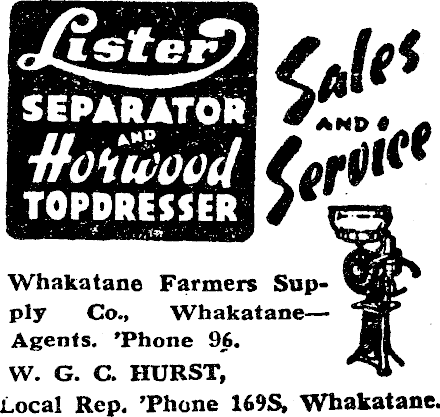 Lister
SEPARATOR
AND
Horwood
TOPDRESSER
Sales
AND
Service
Whakatane Farmers Sup-
ply Co., Whakatane—
Agents. 'Phone 96.
W. G. C. HURST,
Local Rep. 'Phone 169S, Whakatane.